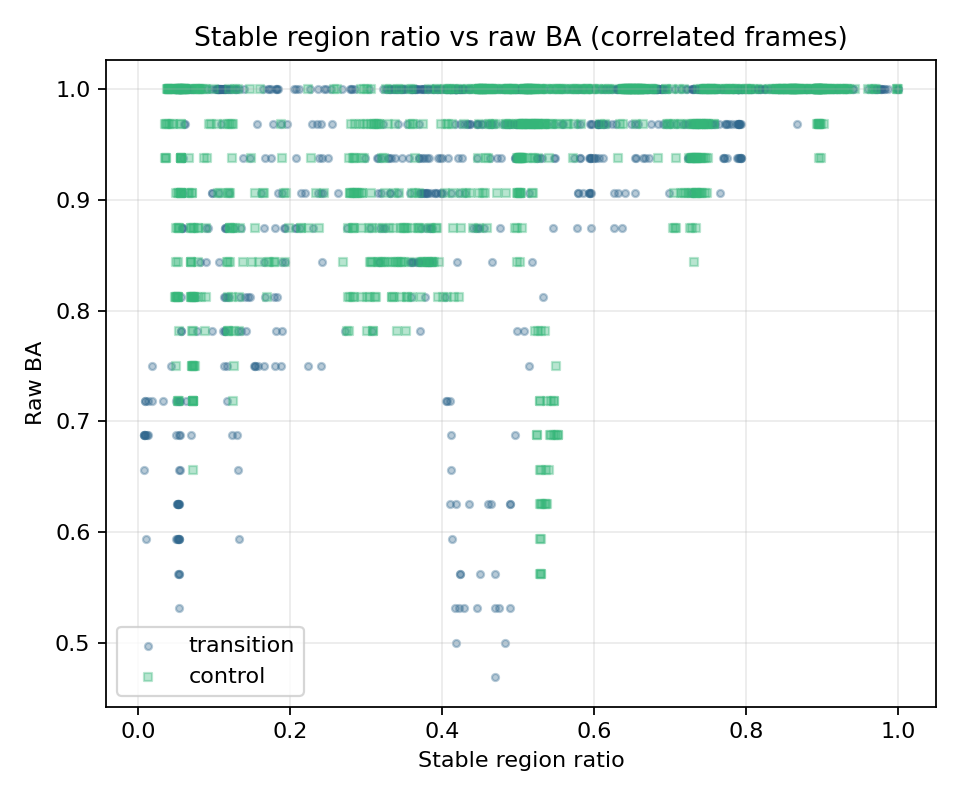 Stable region ratio vs raw BA (correlated frames)
1.0
0.9
0.8
0.7
0.6
0.5
Raw BA
transition
control
0.0 0.2 0.4 0.6 0.8 1.0
Stable region ratio